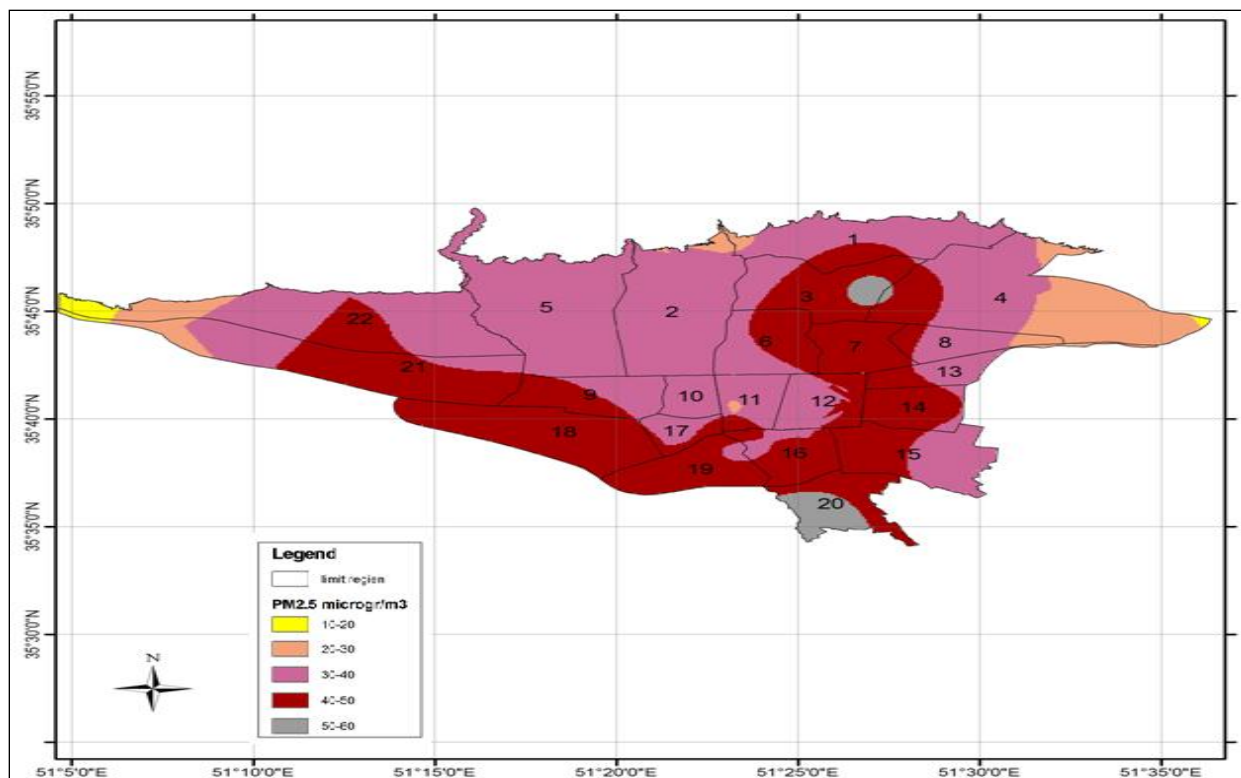 35°55'0"N
35°50'0"N
35°45'0"N
35°40'0"N
35°35'0"N
35°30'0"N
1
2
3
4
5
6
7
8
9
10
11
12
13
14
15
16
17
18
19
20
21
22
Legend
limit region
PM2.5 microgr/m3
10-20
20-30
30-40
40-50
50-60
N
51°5'0"E
51°10'0"E
51°15'0"E
51°20'0"E
51°25'0"E
51°30'0"E
51°35'0"E